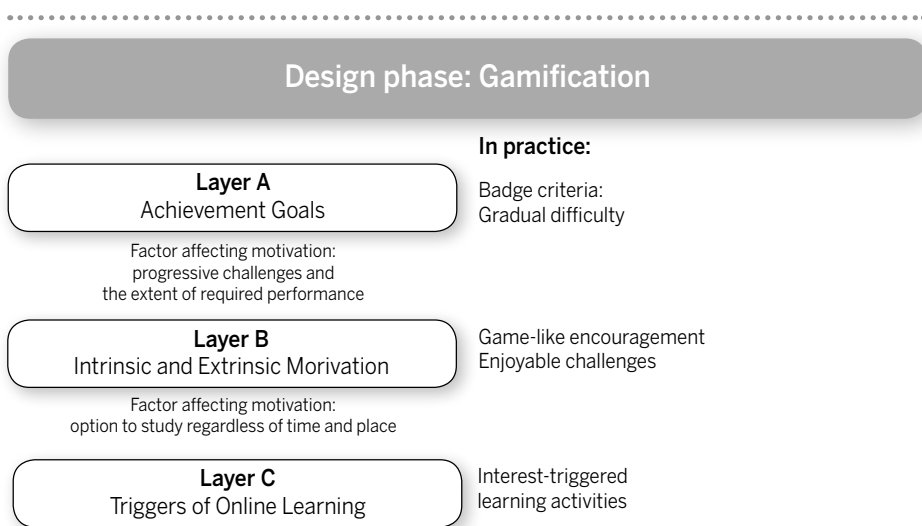 Design phase: Gamification
In practice:
Layer A
Achievement Goals
Badge criteria:
Gradual difficulty
Factor affecting motivation:
progressive challenges and
the extent of required performance
Layer B
Intrinsic and Extrinsic Morivation
Game-like encouragement
Enjoyable challenges
Factor affecting motivation:
option to study regardless of time and place
Layer C
Triggers of Online Learning
Interest-triggered
learning activities